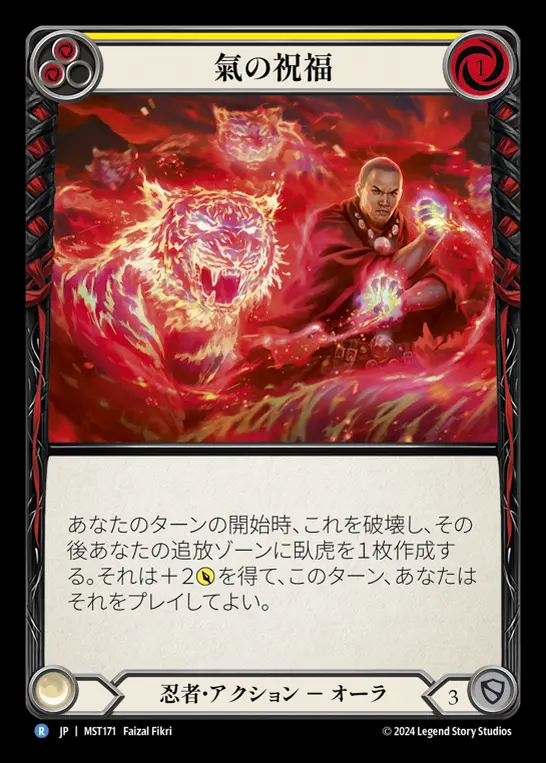 氣の祝福
1
あなたのターンの開始時、これを破壊し、その
後あなたの追放ゾーンに臥虎を1枚作成す
る。それは＋2を得て、このターン、あなたは
それをプレイしてよい。
忍者・アクション － オーラ
3
R JP | MST171 Faizal Fikri
© 2024 Legend Story Studios